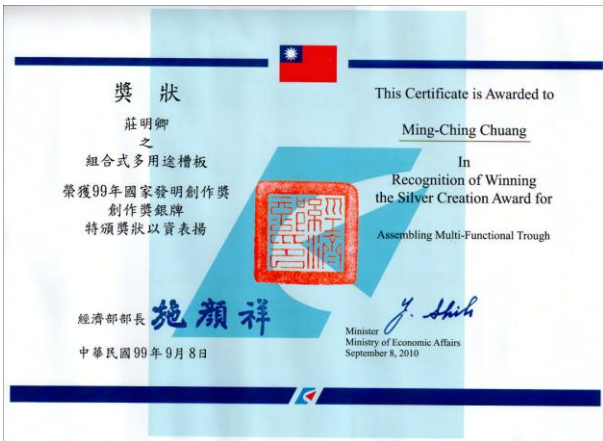 獎狀
莊明卿
之
組合式多用途槽板
榮獲99年國家發明創作獎
創作獎銀牌
特頒獎狀以資表揚
經濟部部長 施顏祥
中華民國99年9月8日
This Certificate is Awarded to
Ming-Ching Chuang
In
Recognition of Winning
the Silver Creation Award for
Assembling Multi-Functional Trough
Y. Shih
Minister
Ministry of Economic Affairs
September 8, 2010